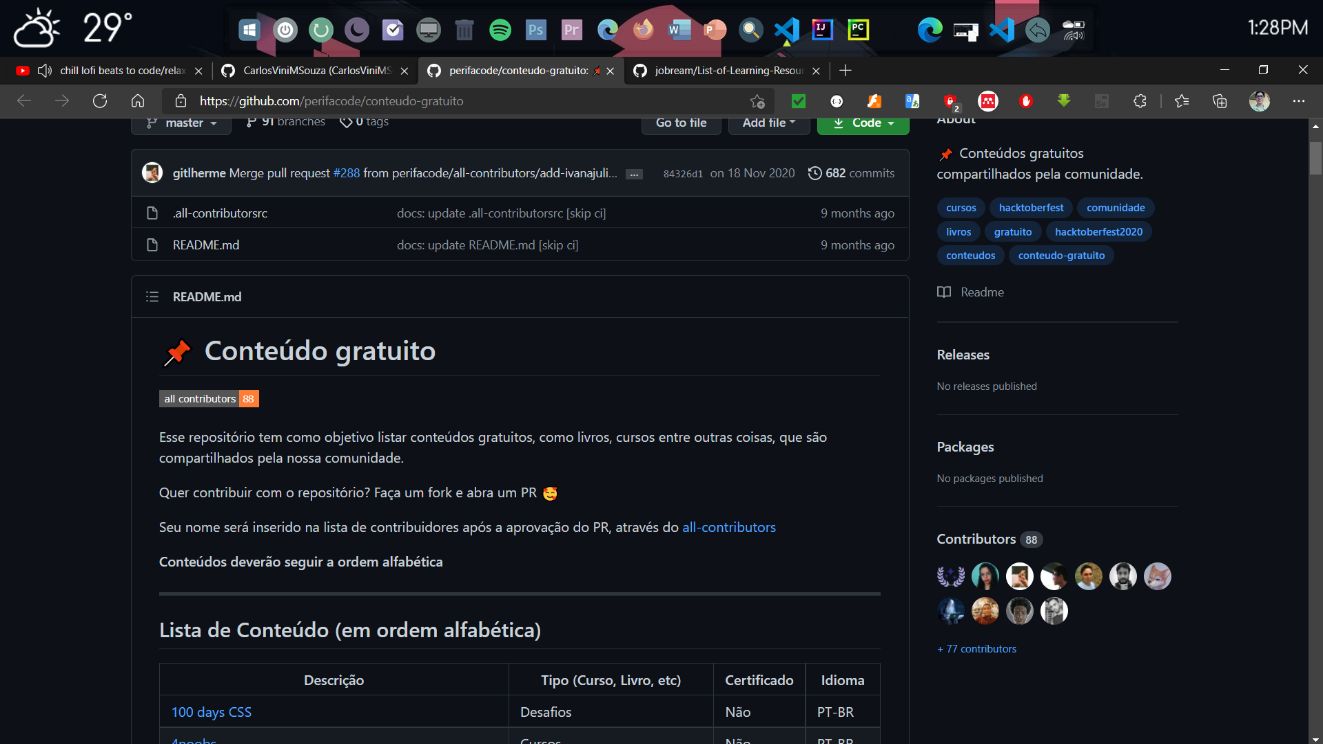 29°
Ps
Pr
IJ
PC
1:28PM
chill lofi beats to code/relax
CarlosViniMSouza (CarlosViniMS
perifacode/conteudo-gratuito:
jobream/List-of-Learning-Resour
https://github.com/perifacode/conteudo-gratuito
2
master
91 branches
0 tags
Go to file
Add file
Code
About
gitlherme Merge pull request #288 from perifacode/all-contributors/add-ivanajuli... ... 84326d1 on 18 Nov 2020 682 commits
.all-contributorsrc docs: update .all-contributorsrc [skip ci] 9 months ago
README.md docs: update README.md [skip ci] 9 months ago
README.md
📌 Conteúdo gratuito
all contributors 88
Esse repositório tem como objetivo listar conteúdos gratuitos, como livros, cursos entre outras coisas, que são
compartilhados pela nossa comunidade.
Quer contribuir com o repositório? Faça um fork e abra um PR 🥰
Seu nome será inserido na lista de contribuidores após a aprovação do PR, através do all-contributors
Conteúdos deverão seguir a ordem alfabética
Lista de Conteúdo (em ordem alfabética)
Descrição Tipo (Curso, Livro, etc) Certificado Idioma
100 days CSS Desafios Não PT-BR
4noobs Cursos Não PT-BR
📌 Conteúdos gratuitos
compartilhados pela comunidade.
cursos hacktoberfest comunidade
livros gratuito hacktoberfest2020
conteudos conteudo-gratuito
Readme
Releases
No releases published
Packages
No packages published
Contributors 88
+ 77 contributors